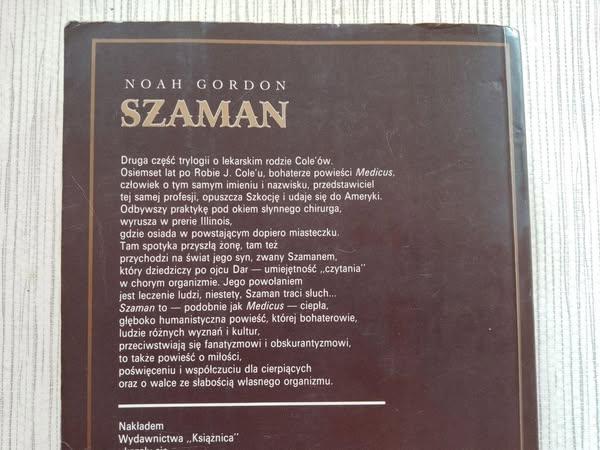 NOAH GORDON
SZAMAN
Druga część trylogii o lekarskim rodzie Cole'ów.
Osiemset lat po Robie J. Cole'u, bohaterze powieści Medicus,
człowiek o tym samym imieniu i nazwisku, przedstawiciel
tej samej profesji, opuszcza Szkocję i udaje się do Ameryki.
Odbywszy praktykę pod okiem słynnego chirurga,
wyrusza w prerie Illinois,
gdzie osiada w powstającym dopiero miasteczku.
Tam spotyka przyszłą żonę, tam też
przychodzi na świat jego syn, zwany Szamanem,
który dziedziczy po ojcu Dar — umiejętność „czytania”
w chorym organizmie. Jego powołaniem
jest leczenie ludzi, niestety, Szaman traci słuch...
Szaman to — podobnie jak Medicus — ciepła,
głęboko humanistyczna powieść, której bohaterowie,
ludzie różnych wyznań i kultur,
przeciwstwiają się fanatyzmowi i obskurantyzmowi,
to także powieść o miłości,
poświęceniu i współczuciu dla cierpiących
oraz o walce ze słabością własnego organizmu.
Nakładem
Wydawnictwa „Książnica”